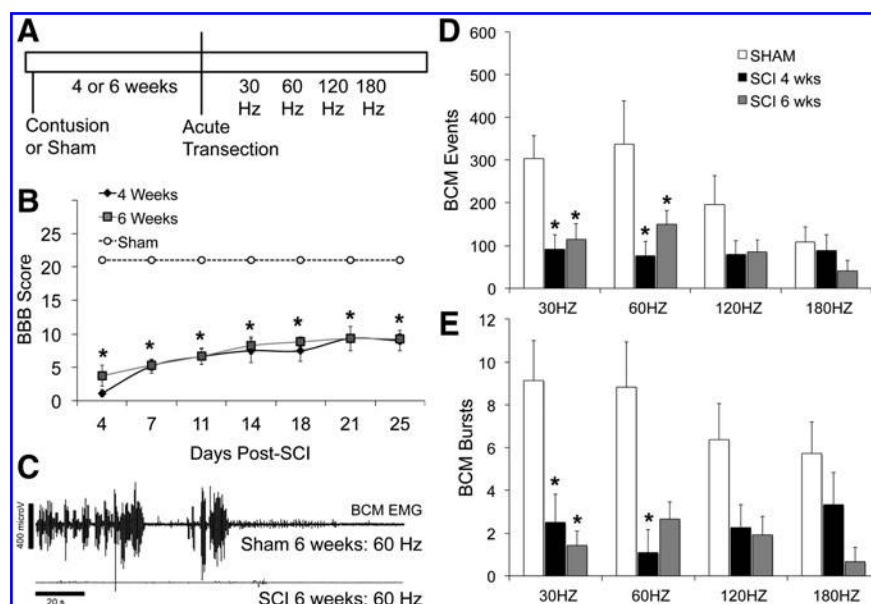 A
4 or 6 weeks
30 60 120 180
Hz Hz Hz Hz
Contusion
or Sham
Acute
Transection
B
4 Weeks
6 Weeks
Sham
BBB Score
25
20
15
10
5
0
* * * * * * *
4 7 11 14 18 21 25
Days Post-SCI
C
400 microV
BCM EMG
Sham 6 weeks: 60 Hz
20 s
SCI 6 weeks: 60 Hz
D
SHAM
SCI 4 wks
SCI 6 wks
BCM Events
600
500
400
300
200
100
0
* * * *
30HZ 60HZ 120HZ 180HZ
E
BCM Bursts
12
10
8
6
4
2
0
* * *
30HZ 60HZ 120HZ 180HZ